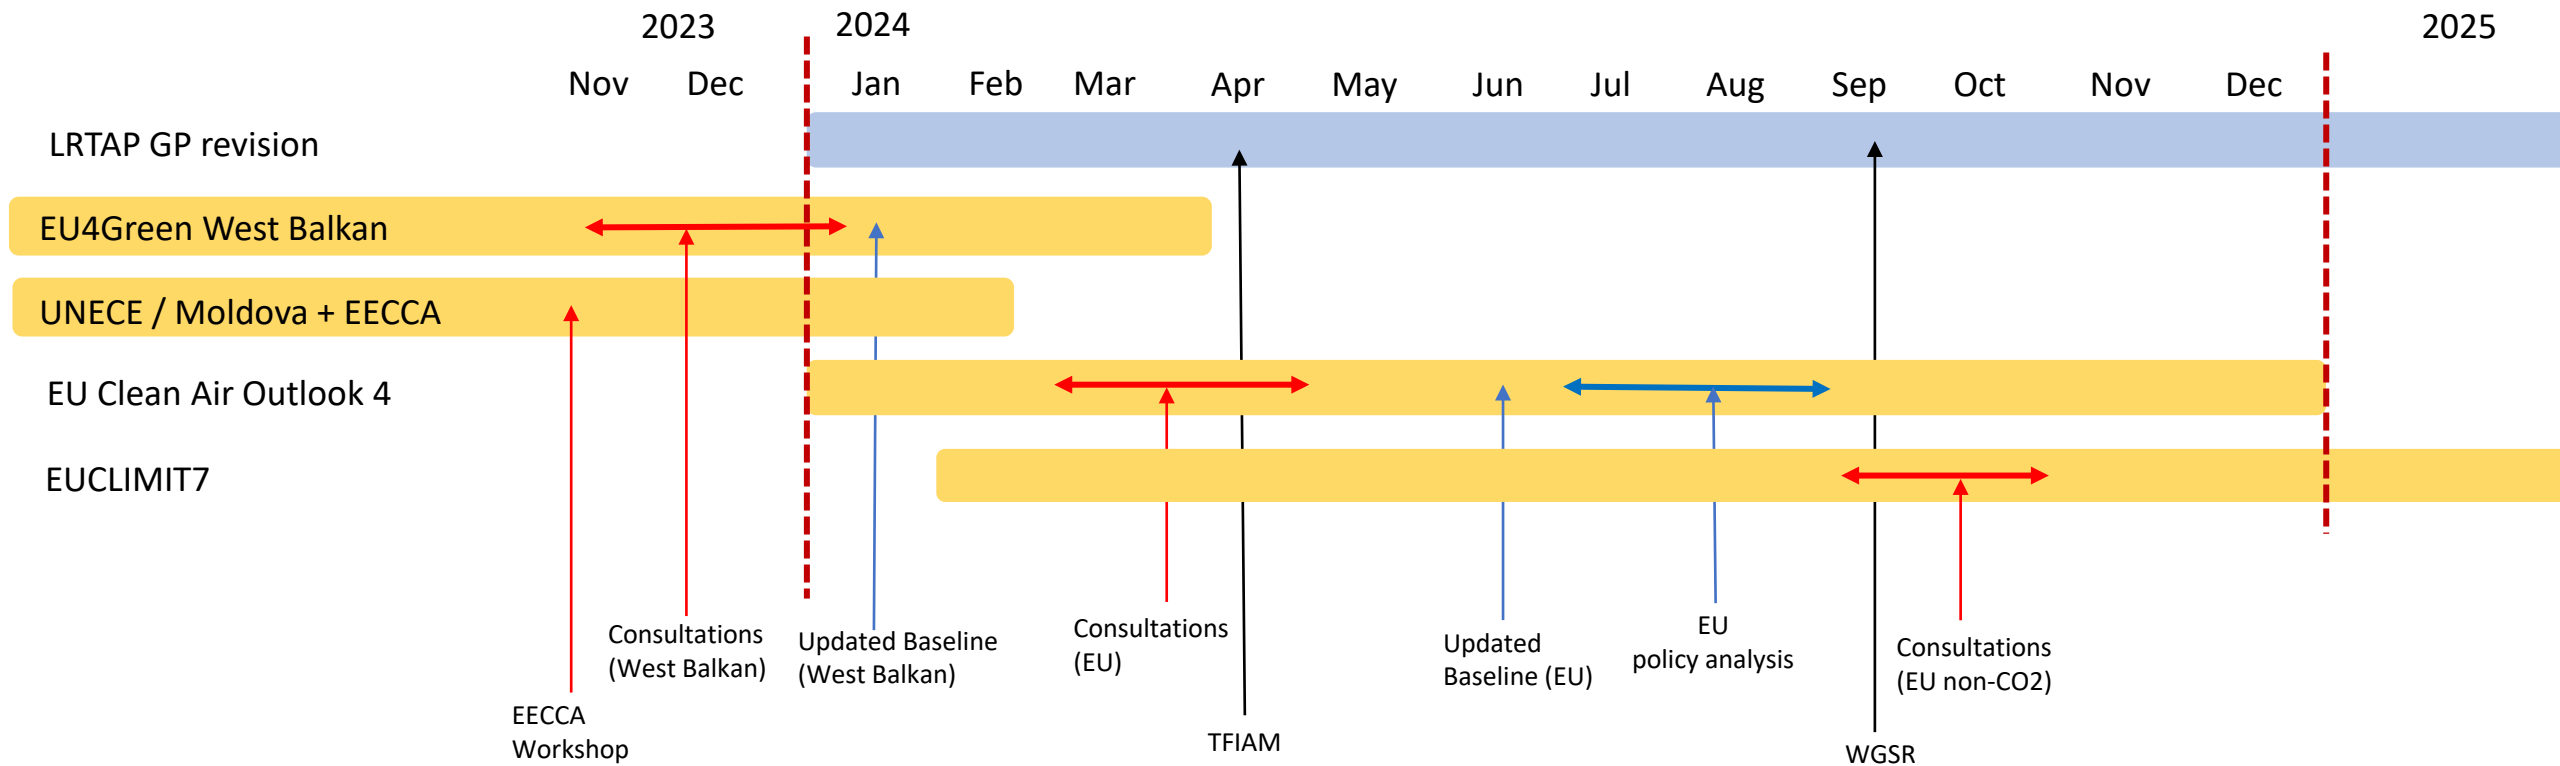 2023
2024
2025
Nov
Dec
Jan
Feb
Mar
Apr
May
Jun
Jul
Aug
Sep
Oct
Nov
Dec
LRTAP GP revision
EU4Green West Balkan
UNECE / Moldova + EECCA
EU Clean Air Outlook 4
EUCLIMIT7
EECCA
Workshop
Consultations
(West Balkan)
Updated Baseline
(West Balkan)
Consultations
(EU)
TFIAM
Updated
Baseline (EU)
EU
policy analysis
WGSR
Consultations
(EU non-CO2)